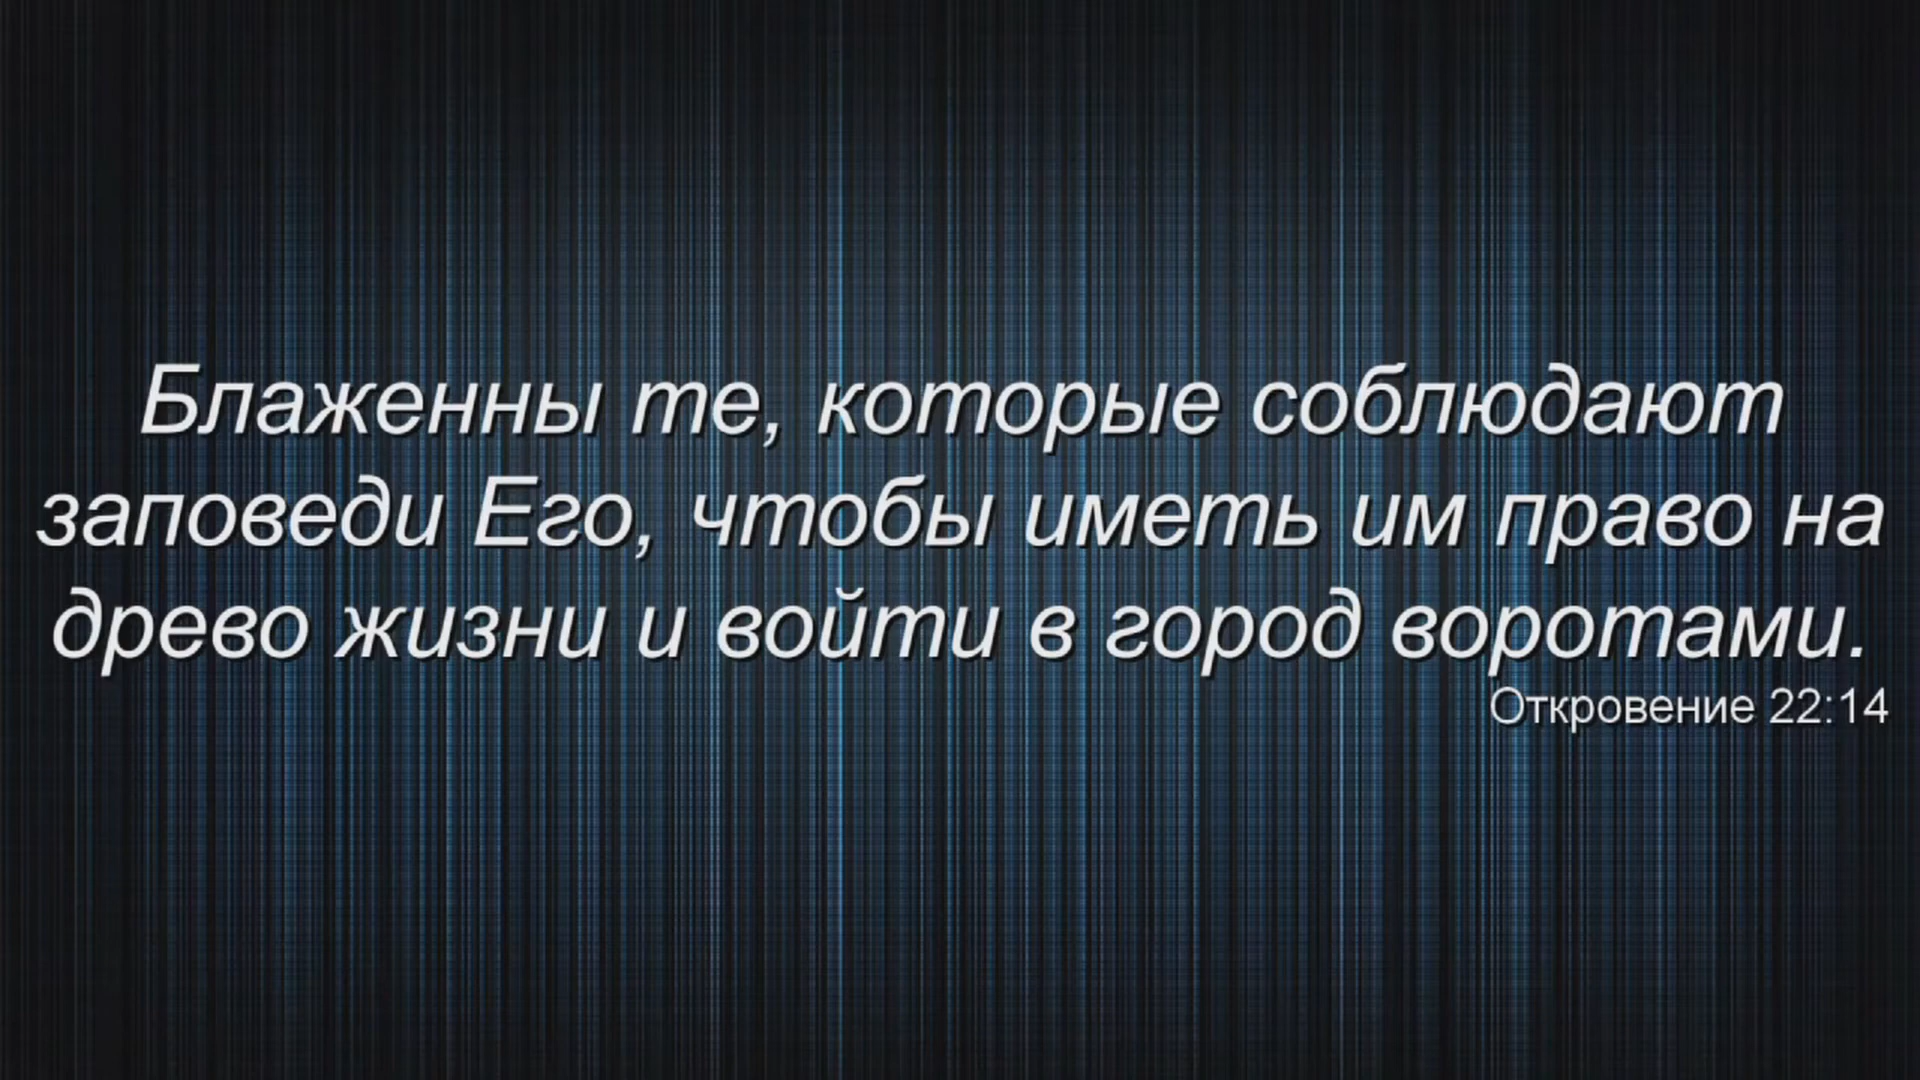 Блаженны те, которые соблюдают
заповеди Его, чтобы иметь им право на
древо жизни и войти в город воротами.
Откровение 22:14